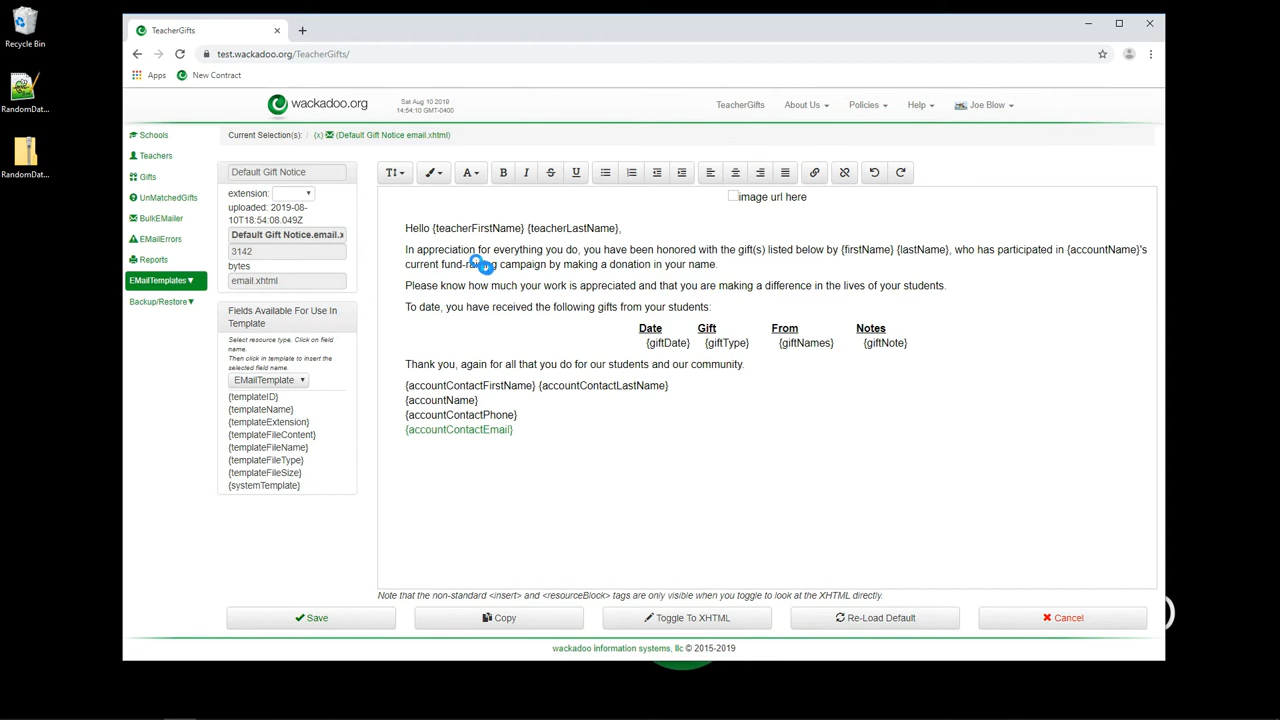 Recycle Bin
RandomDat...
RandomDat...
TeacherGifts
test.wackadoo.org/TeacherGifts/
Apps
New Contract
wackadoo.org
Sat Aug 10 2019
14:54:10 GMT-0400
TeacherGifts
About Us
Policies
Help
Joe Blow
Schools
Teachers
Gifts
UnMatchedGifts
BulkEMailer
EMailErrors
Reports
EMailTemplates▼
Backup/Restore▼
Current Selection(s): / (x) (Default Gift Notice email.xhtml)
Default Gift Notice
extension:
uploaded: 2019-08-
10T18:54:08.049Z
Default Gift Notice.email.x
3142
bytes
email.xhtml
Fields Available For Use In
Template
Select resource type. Click on field
name.
Then click in template to insert the
selected field name.
EMailTemplate
{templateID}
{templateName}
{templateExtension}
{templateFileContent}
{templateFileName}
{templateFileType}
{templateFileSize}
{systemTemplate}
image url here
Hello {teacherFirstName} {teacherLastName},
In appreciation for everything you do, you have been honored with the gift(s) listed below by {firstName} {lastName}, who has participated in {accountName}'s
current fund-raising campaign by making a donation in your name.
Please know how much your work is appreciated and that you are making a difference in the lives of your students.
To date, you have received the following gifts from your students:
Date Gift From Notes
{giftDate} {giftType} {giftNames} {giftNote}
Thank you, again for all that you do for our students and our community.
{accountContactFirstName} {accountContactLastName}
{accountName}
{accountContactPhone}
{accountContactEmail}
Note that the non-standard <insert> and <resourceBlock> tags are only visible when you toggle to look at the XHTML directly.
Save
Copy
Toggle To XHTML
Re-Load Default
Cancel
wackadoo information systems, llc © 2015-2019